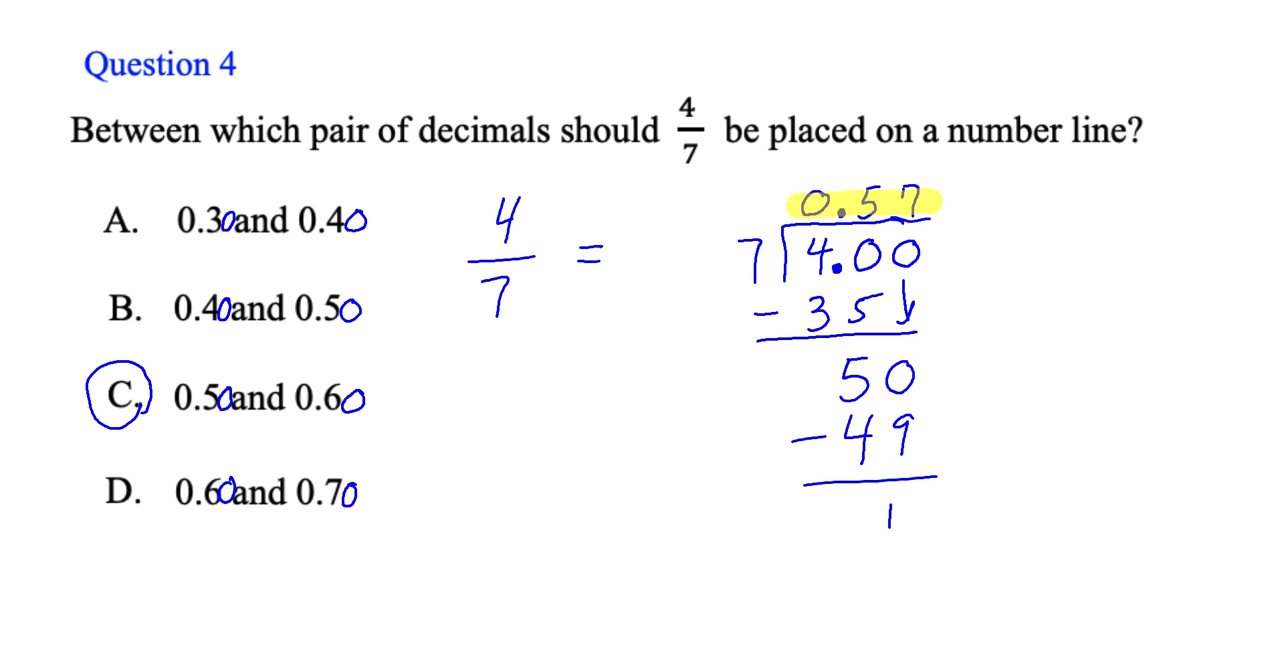 Question 4
Between which pair of decimals should 4/7 be placed on a number line?
A. 0.30 and 0.40
B. 0.40 and 0.50
C. 0.50 and 0.60
D. 0.60 and 0.70
4/7 =
0.57
7 4.00
- 35
50
- 49
1